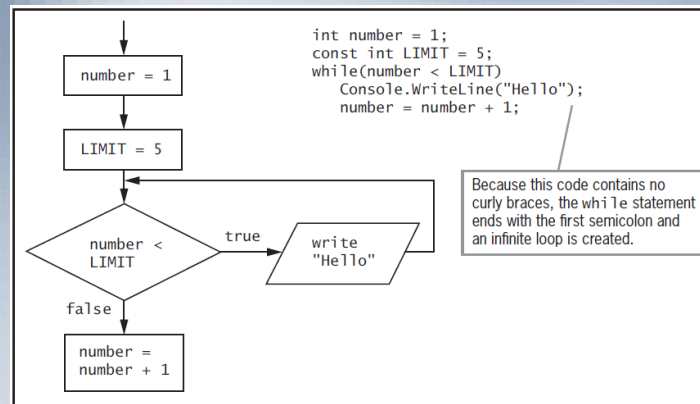 int number = 1;
const int LIMIT = 5;
while(number < LIMIT)
Console.WriteLine("Hello");
number = number + 1;
number = 1
LIMIT = 5
number <
LIMIT
true
write
"Hello"
false
number =
number + 1
Because this code contains no
curly braces, the while statement
ends with the first semicolon and
an infinite loop is created.